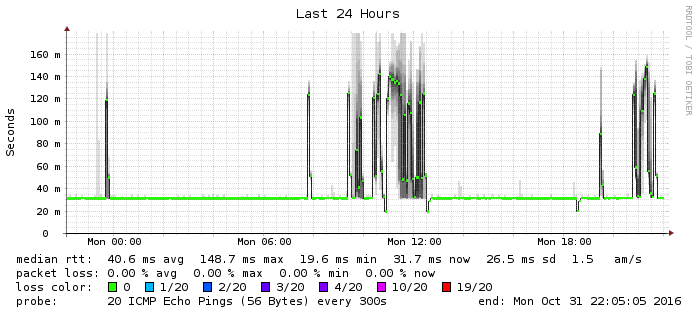 Last 24 Hours
RRDTOOL / TOBI OETIKER
Seconds
160 m
140 m
120 m
100 m
80 m
60 m
40 m
20 m
0
Mon 00:00 Mon 06:00 Mon 12:00 Mon 18:00
median rtt: 40.6 ms avg 148.7 ms max 19.6 ms min 31.7 ms now 26.5 ms sd 1.5 am/s
packet loss: 0.00 % avg 0.00 % max 0.00 % min 0.00 % now
loss color: 0 1/20 2/20 3/20 4/20 10/20 19/20
probe: 20 ICMP Echo Pings (56 Bytes) every 300s end: Mon Oct 31 22:05:05 2016